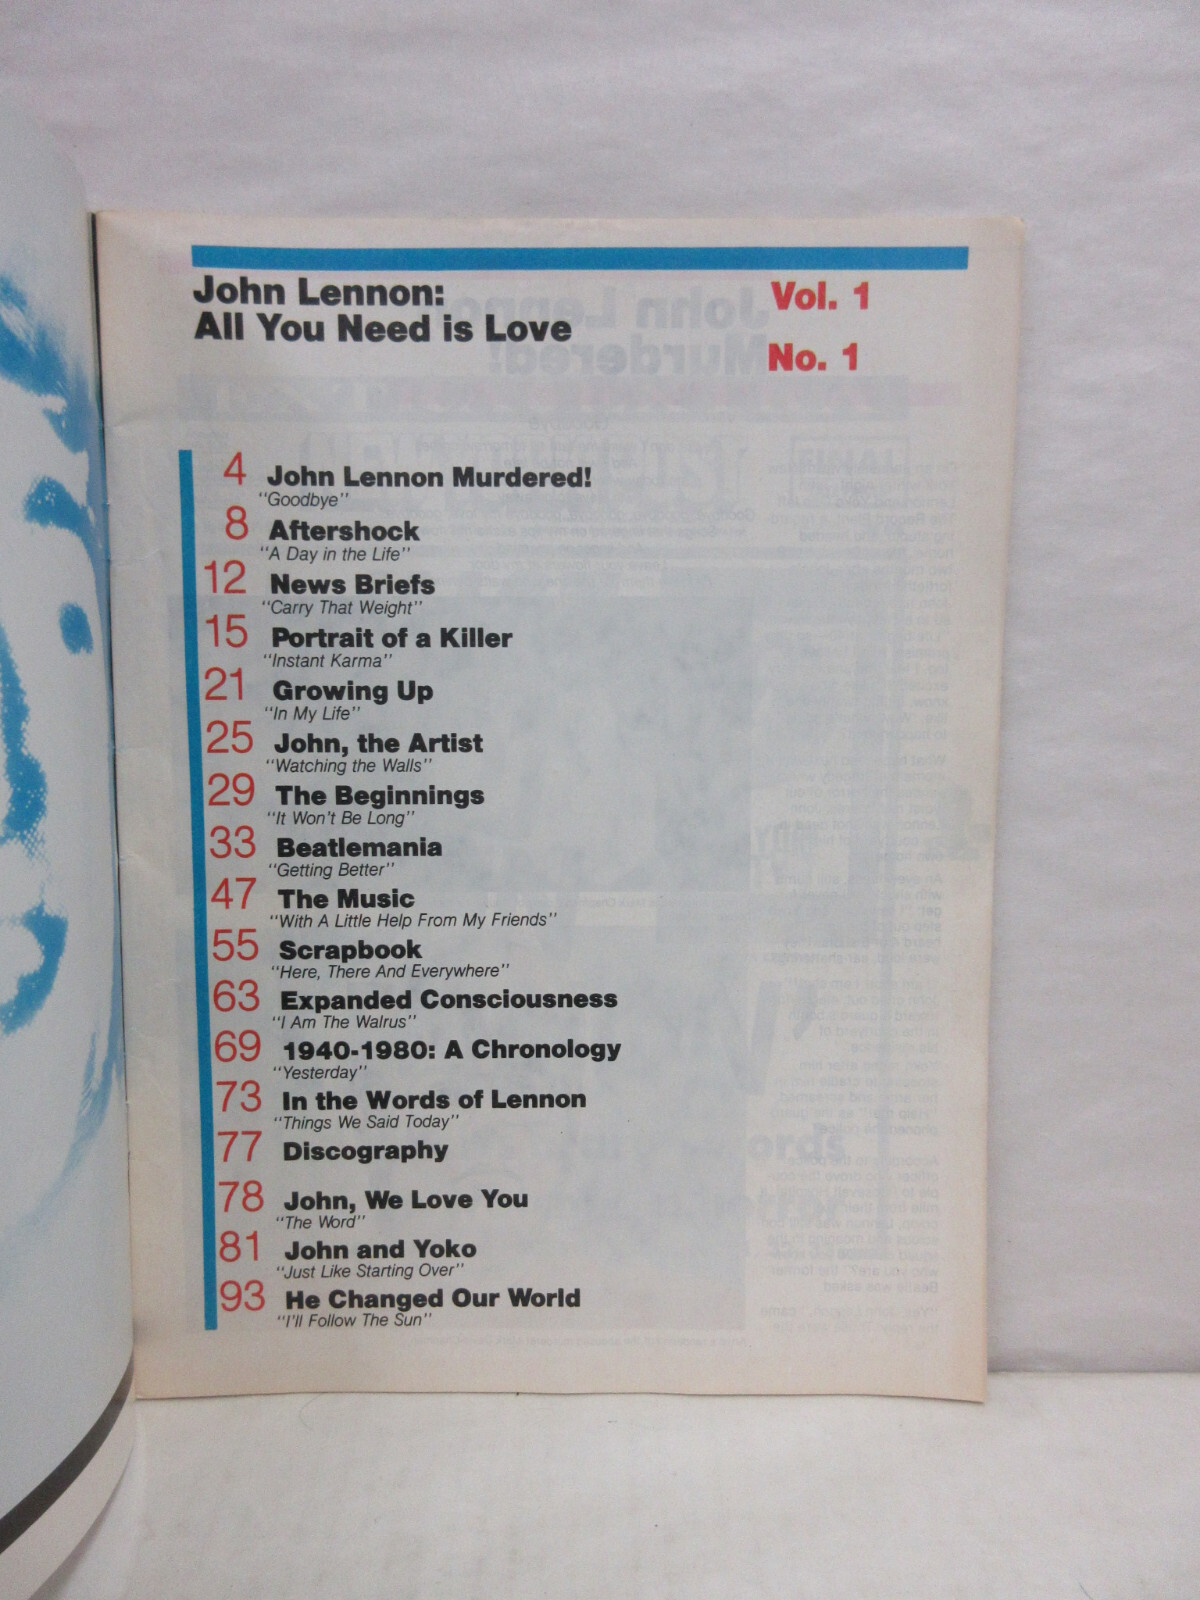 John Lennon:
All You Need is Love
Vol. 1
No. 1
4 John Lennon Murdered!
"Goodbye"
8 Aftershock
"A Day in the Life"
12 News Briefs
"Carry That Weight"
15 Portrait of a Killer
"Instant Karma"
21 Growing Up
"In My Life"
25 John, the Artist
"Watching the Walls"
29 The Beginnings
"It Won't Be Long"
33 Beatlemania
"Getting Better"
47 The Music
"With A Little Help From My Friends"
55 Scrapbook
"Here, There And Everywhere"
63 Expanded Consciousness
"I Am The Walrus"
69 1940-1980: A Chronology
"Yesterday"
73 In the Words of Lennon
"Things We Said Today"
77 Discography
78 John, We Love You
"The Word"
81 John and Yoko
"Just Like Starting Over"
93 He Changed Our World
"I'll Follow The Sun"